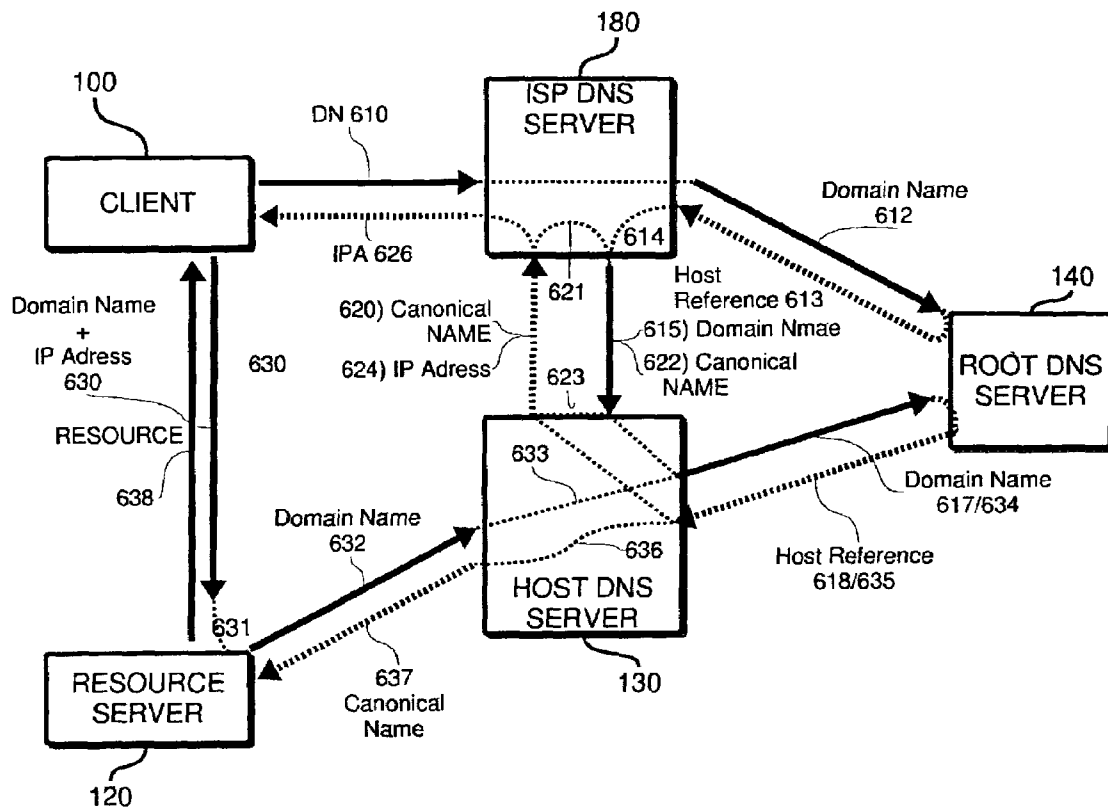 180
100
ISP DNS
SERVER
DN 610
CLIENT
Domain Name
612
IPA 626
614
621
Host
Reference 613
140
Domain Name
+
IP Adress
630
630
620) Canonical
NAME
624) IP Adress
615) Domain Nmae
622) Canonical
NAME
623
ROOT DNS
SERVER
RESOURCE
638
633
Domain Name
632
Domain Name
617/634
636
Host Reference
618/635
HOST DNS
SERVER
631
637
Canonical
Name
130
RESOURCE
SERVER
120